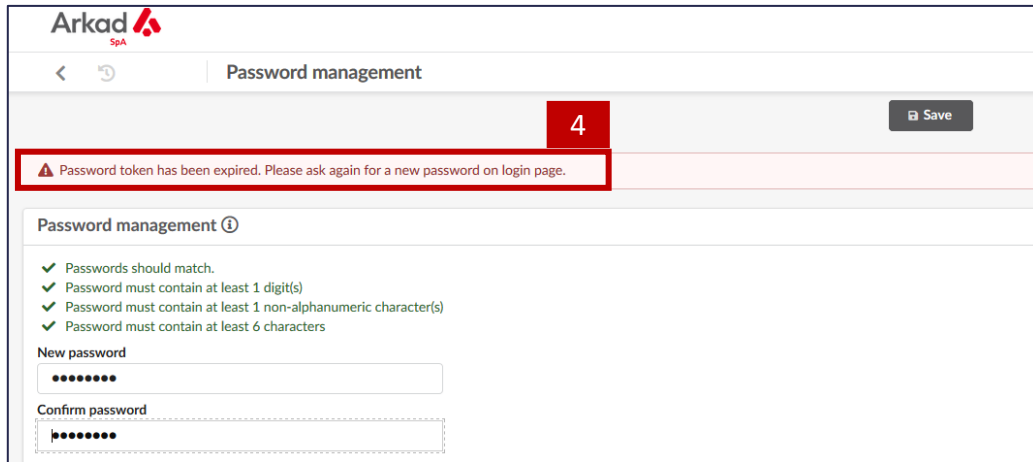 Arkad
SpA
Password management
4
Save
Password token has been expired. Please ask again for a new password on login page.
Password management
Passwords should match.
Password must contain at least 1 digit(s)
Password must contain at least 1 non-alphanumeric character(s)
Password must contain at least 6 characters
New password
Confirm password